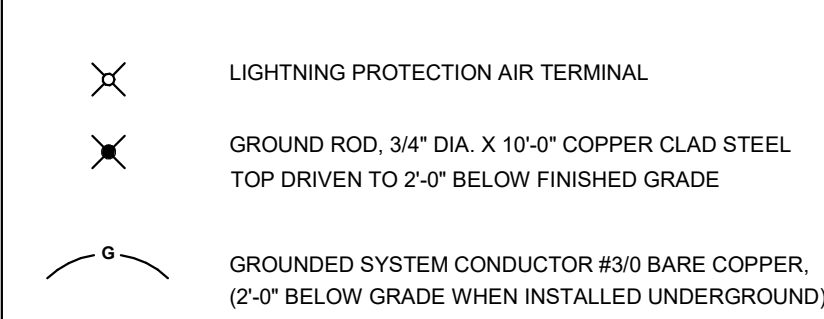 LIGHTNING PROTECTION AIR TERMINAL
GROUND ROD, 3/4" DIA. X 10'-0" COPPER CLAD STEEL
TOP DRIVEN TO 2'-0" BELOW FINISHED GRADE
G
GROUNDED SYSTEM CONDUCTOR #3/0 BARE COPPER,
(2'-0" BELOW GRADE WHEN INSTALLED UNDERGROUND)